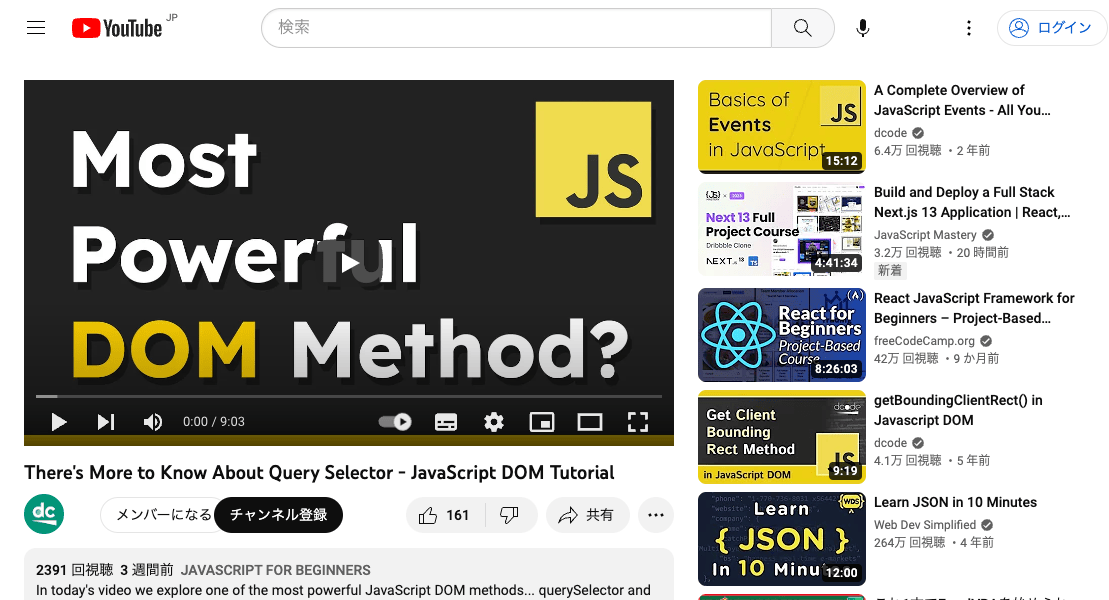 YouTube JP
検索
ログイン
Most
Powerful
DOM Method?
JS
0:00 / 9:03
There's More to Know About Query Selector - JavaScript DOM Tutorial
dc
メンバーになる
チャンネル登録
161
共有
2391 回視聴 3 週間前 JAVASCRIPT FOR BEGINNERS
In today's video we explore one of the most powerful JavaScript DOM methods... querySelector and
Basics of
Events
in JavaScript
JS
15:12
A Complete Overview of
JavaScript Events - All You...
dcode
6.4万 回視聴 ・2 年前
Next 13 Full
Project Course
Dribbble Clone
NEXT.js 13
4:41:34
Build and Deploy a Full Stack
Next.js 13 Application | React,...
JavaScript Mastery
3.2万 回視聴 ・20 時間前
新着
React for
Beginners
Project-Based
Course
8:26:03
React JavaScript Framework for
Beginners – Project-Based...
freeCodeCamp.org
42万 回視聴 ・9 か月前
dcode
Get Client
Bounding
Rect Method
in JavaScript DOM
JS
9:19
getBoundingClientRect() in
Javascript DOM
dcode
4.1万 回視聴 ・5 年前
WDS
Learn
{ JSON }
In 10 Minut
12:00
Learn JSON in 10 Minutes
Web Dev Simplified
264万 回視聴 ・4 年前